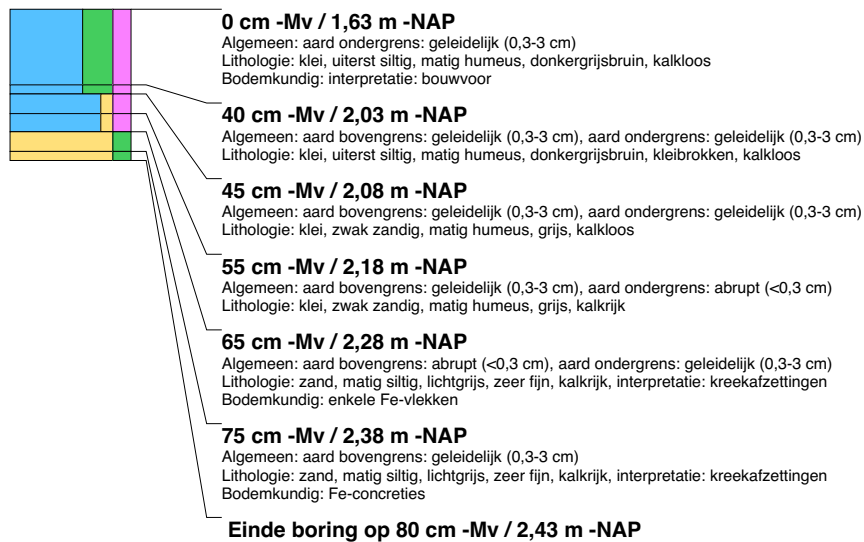 0 cm -Mv / 1,63 m -NAP
Algemeen: aard ondergrens: geleidelijk (0,3-3 cm)
Lithologie: klei, uiterst siltig, matig humeus, donkergrijsbruin, kalkloos
Bodemkundig: interpretatie: bouwvoor
40 cm -Mv / 2,03 m -NAP
Algemeen: aard bovengrens: geleidelijk (0,3-3 cm), aard ondergrens: geleidelijk (0,3-3 cm)
Lithologie: klei, uiterst siltig, matig humeus, donkergrijsbruin, kleibrokken, kalkloos
45 cm -Mv / 2,08 m -NAP
Algemeen: aard bovengrens: geleidelijk (0,3-3 cm), aard ondergrens: geleidelijk (0,3-3 cm)
Lithologie: klei, zwak zandig, matig humeus, grijs, kalkloos
55 cm -Mv / 2,18 m -NAP
Algemeen: aard bovengrens: geleidelijk (0,3-3 cm), aard ondergrens: abrupt (<0,3 cm)
Lithologie: klei, zwak zandig, matig humeus, grijs, kalkrijk
65 cm -Mv / 2,28 m -NAP
Algemeen: aard bovengrens: abrupt (<0,3 cm), aard ondergrens: geleidelijk (0,3-3 cm)
Lithologie: zand, matig siltig, lichtgrijs, zeer fijn, kalkrijk, interpretatie: kreekafzettingen
Bodemkundig: enkele Fe-vlekken
75 cm -Mv / 2,38 m -NAP
Algemeen: aard bovengrens: geleidelijk (0,3-3 cm)
Lithologie: zand, matig siltig, lichtgrijs, zeer fijn, kalkrijk, interpretatie: kreekafzettingen
Bodemkundig: Fe-concreties
Einde boring op 80 cm -Mv / 2,43 m -NAP